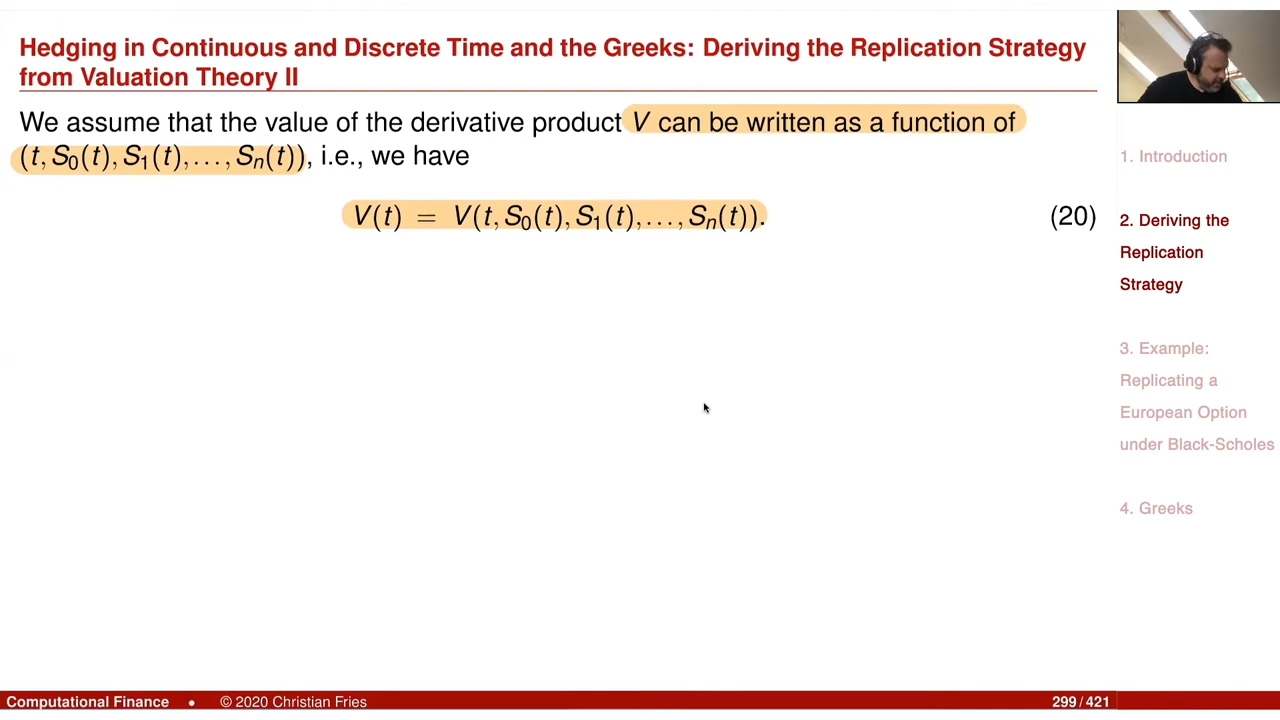 Hedging in Continuous and Discrete Time and the Greeks: Deriving the Replication Strategy
from Valuation Theory II
We assume that the value of the derivative product V can be written as a function of
(t, S₀(t), S₁(t), . . . , Sₙ(t)), i.e., we have
V(t) = V(t, S₀(t), S₁(t), . . . , Sₙ(t)). (20)
1. Introduction
2. Deriving the
Replication
Strategy
3. Example:
Replicating a
European Option
under Black-Scholes
4. Greeks
Computational Finance • © 2020 Christian Fries 299 / 421